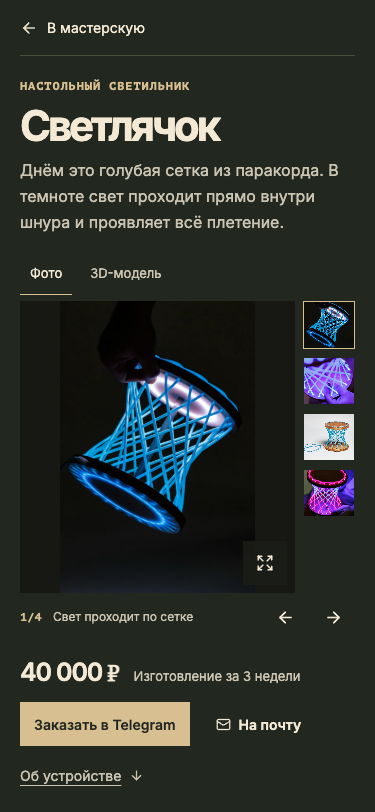 В мастерскую
НАСТОЛЬНЫЙ СВЕТИЛЬНИК
Светлячок
Днём это голубая сетка из паракорда. В
темноте свет проходит прямо внутри
шнура и проявляет всё плетение.
Фото 3D-модель
1/4 Свет проходит по сетке
40 000 ₽ Изготовление за 3 недели
Заказать в Telegram На почту
Об устройстве